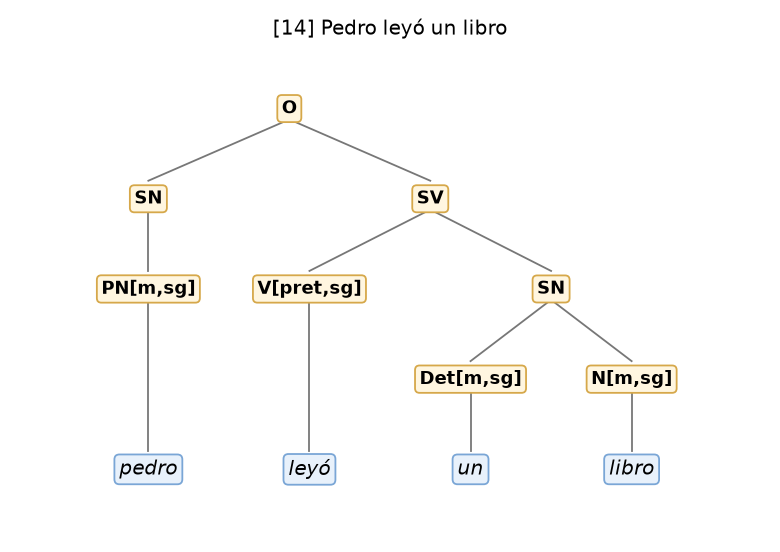 [14] Pedro leyó un libro
O
SN SV
PN[m,sg] V[pret,sg] SN
Det[m,sg] N[m,sg]
pedro leyó un libro